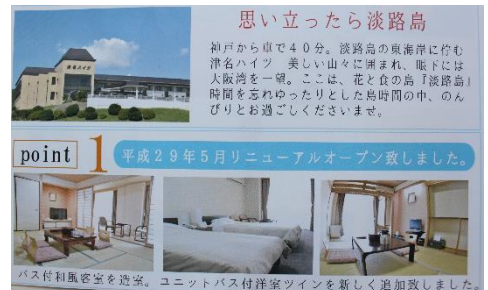 思い立ったら淡路島
神戸から車で４０分。淡路島の東海岸に佇む
津名ハイツ　美しい山々に囲まれ、眼下には
大阪湾を一望。ここは、花と食の島『淡路島』
時間を忘れゆったりとした島時間の中、のん
びりとお過ごしくださいませ。
point 1 平成２９年５月リニューアルオープン致しました。
バス付和風客室を造室。ユニットバス付洋室ツインを新しく追加致しました。